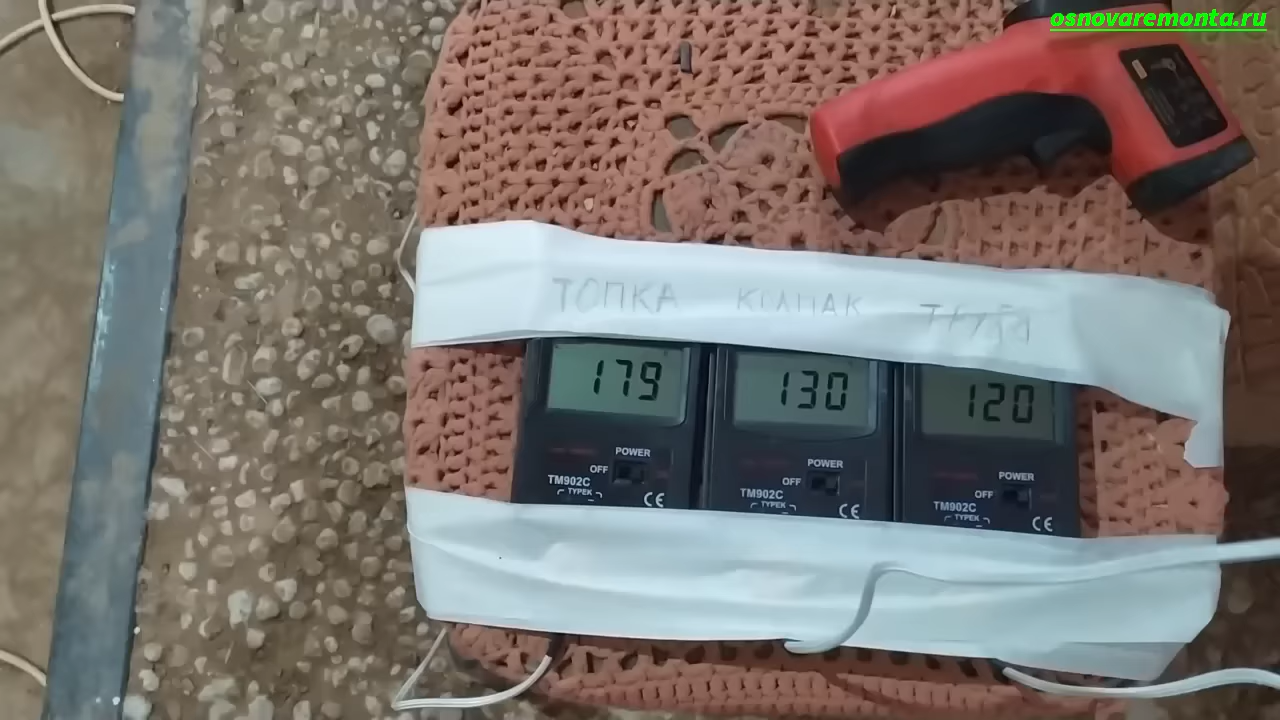 osnovaremonta.ru
ТОПКА КОЛПАК ТРУБА
179 130 120
POWER POWER POWER
OFF OFF OFF
TM902C TM902C TM902C
TYPEK TYPEK TYPEK
CE CE CE